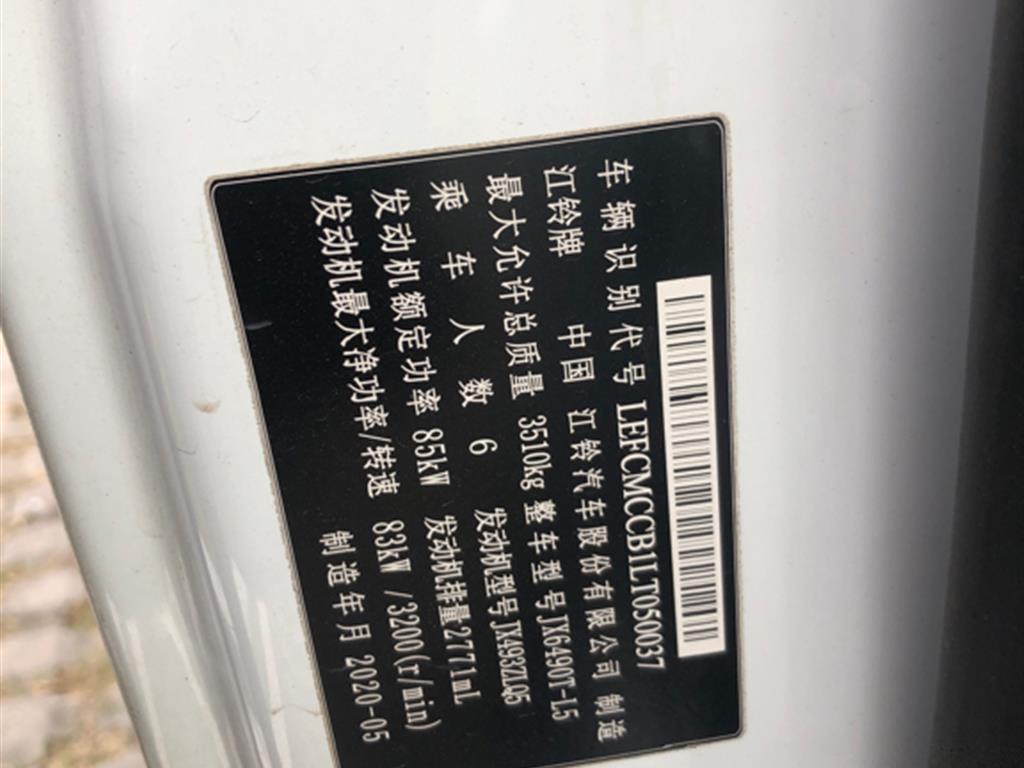 车辆识别代号 LEFCMCCB1LT050037
江铃牌 中国 江铃汽车股份有限公司 制造
最大允许总质量 3510kg 整车型号 JX6490T-L5
乘车人数 6 发动机型号 JX493ZLQ5
发动机额定功率 85kW 发动机排量 2771mL
发动机最大净功率/转速 83kW/3200(r/min)
制造年月 2020-05